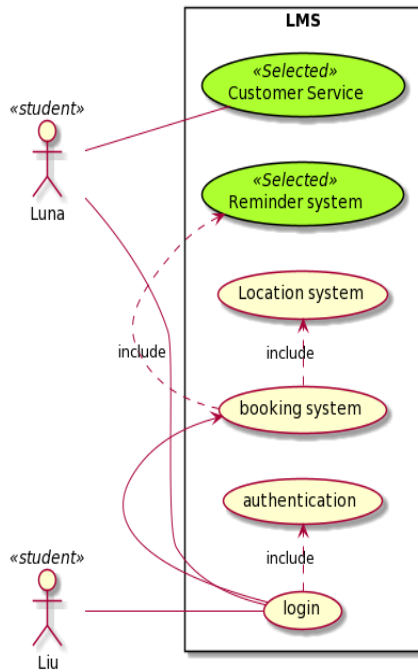 LMS
«Selected»
Customer Service
«student»
Luna
«Selected»
Reminder system
Location system
include
include
booking system
authentication
include
«student»
Liu
login